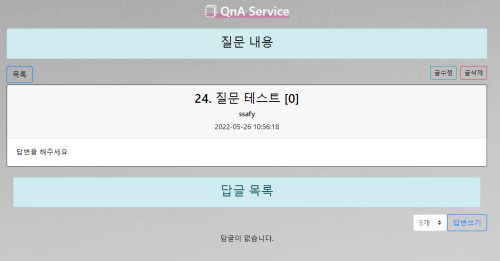 QnA Service
질문 내용
목록 글수정 글삭제
24. 질문 테스트 [0]
ssafy
2022-05-26 10:56:18
답변을 해주세요
답글 목록
5개 답변쓰기
답글이 없습니다.